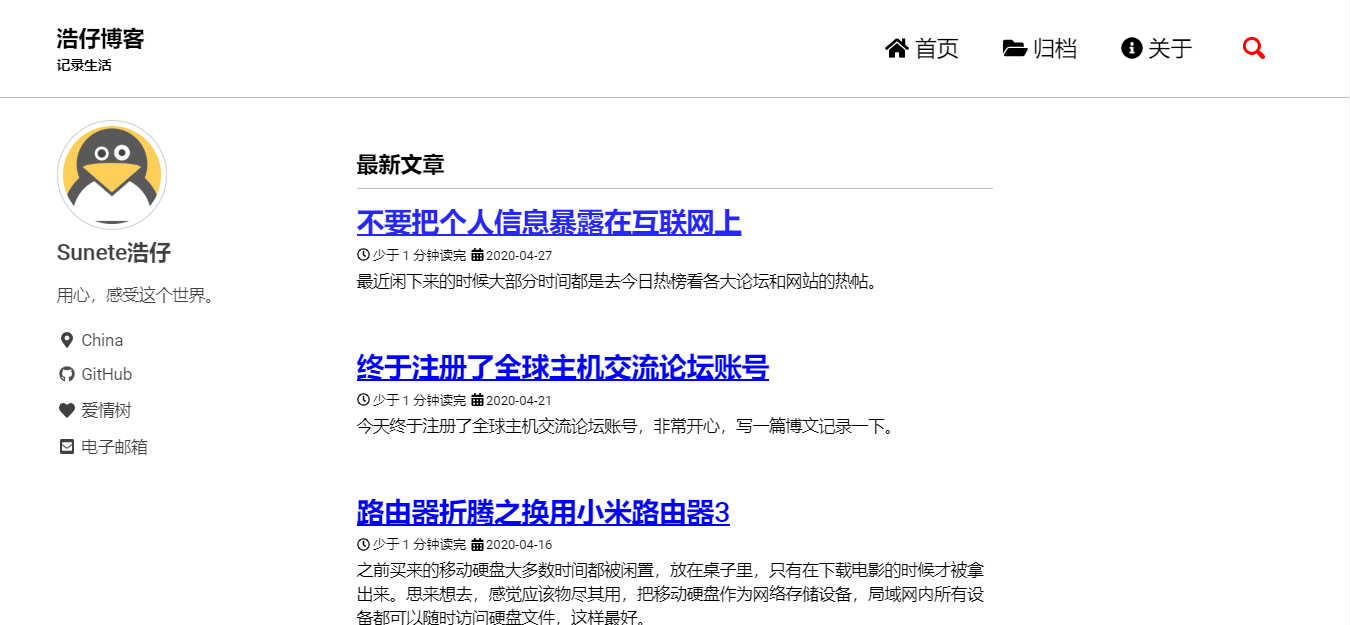 浩仔博客
记录生活
首页 归档 关于
Sunete浩仔
用心，感受这个世界。
China
GitHub
爱情树
电子邮箱
最新文章
不要把个人信息暴露在互联网上
少于 1 分钟读完 2020-04-27
最近闲下来的时候大部分时间都是去今日热榜看各大论坛和网站的热帖。
终于注册了全球主机交流论坛账号
少于 1 分钟读完 2020-04-21
今天终于注册了全球主机交流论坛账号，非常开心，写一篇博文记录一下。
路由器折腾之换用小米路由器3
少于 1 分钟读完 2020-04-16
之前买来的移动硬盘大多数时间都被闲置，放在桌子里，只有在下载电影的时候才被拿
出来。思来想去，感觉应该物尽其用，把移动硬盘作为网络存储设备，局域网内所有设
备都可以随时访问硬盘文件，这样最好。